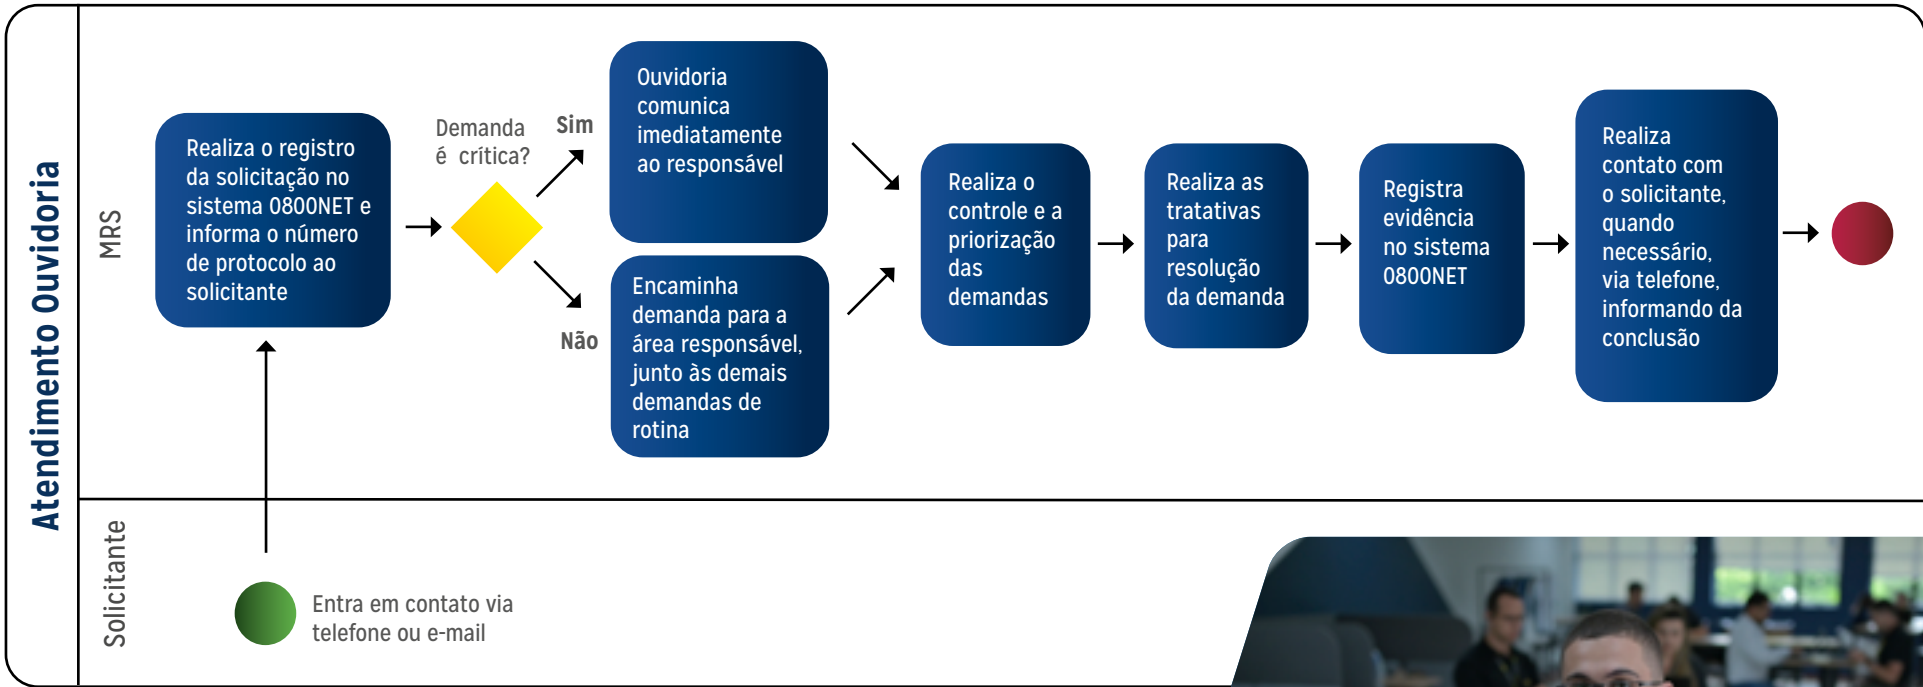 Atendimento Ouvidoria
MRS
Realiza o registro
da solicitação no
sistema 0800NET e
informa o número
de protocolo ao
solicitante
Demanda
é crítica?
Sim
Não
Ouvidoria
comunica
imediatamente
ao responsável
Encaminha
demanda para a
área responsável,
junto às demais
demandas de
rotina
Realiza o
controle e a
priorização
das
demandas
Realiza as
tratativas
para
resolução
da demanda
Registra
evidência
no sistema
0800NET
Realiza
contato com
o solicitante,
quando
necessário,
via telefone,
informando da
conclusão
Solicitante
Entra em contato via
telefone ou e-mail